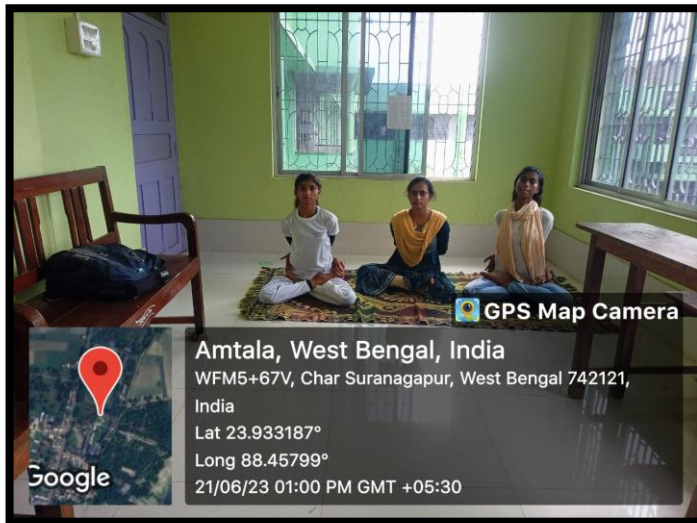 GPS Map Camera
Amtala, West Bengal, India
WFM5+67V, Char Suranagapur, West Bengal 742121,
India
Lat 23.933187°
Long 88.45799°
21/06/23 01:00 PM GMT +05:30
Google